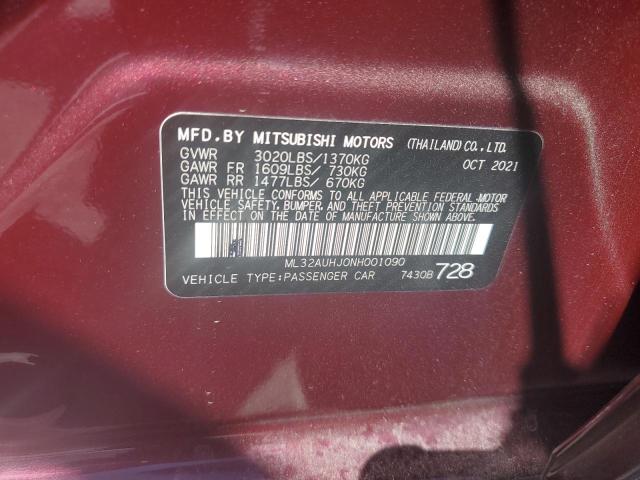 MFD. BY MITSUBISHI MOTORS (THAILAND) CO., LTD.
GVWR 3020LBS/1370KG OCT 2021
GAWR FR 1609LBS/ 730KG
GAWR RR 1477LBS/ 670KG
THIS VEHICLE CONFORMS TO ALL APPLICABLE FEDERAL MOTOR
VEHICLE SAFETY, BUMPER, AND THEFT PREVENTION STANDARDS
IN EFFECT ON THE DATE OF MANUFACTURE SHOWN ABOVE.
ML32AUHJ0NH001090
VEHICLE TYPE:PASSENGER CAR 7430B 728